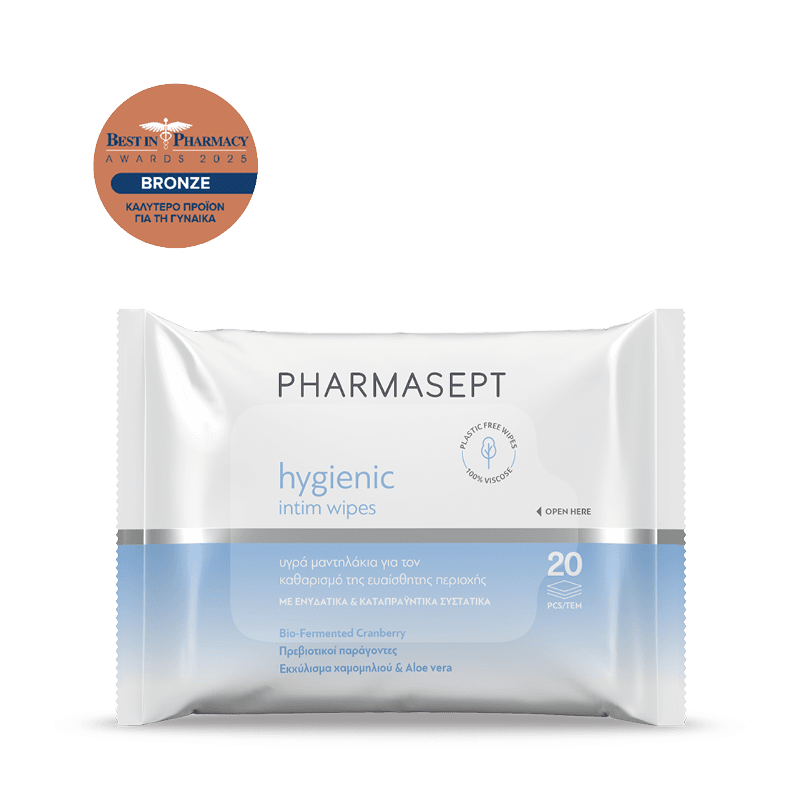 BEST IN PHARMACY
AWARDS 2025
BRONZE
ΚΑΛΥΤΕΡΟ ΠΡΟΪΟΝ
ΓΙΑ ΤΗ ΓΥΝΑΙΚΑ
PHARMASEPT
PLASTIC FREE WIPES
100% VISCOSE
hygienic
intim wipes
OPEN HERE
υγρά μαντηλάκια για τον
καθαρισμό της ευαίσθητης περιοχής
ΜΕ ΕΝΥΔΑΤΙΚΑ & ΚΑΤΑΠΡΑΫΝΤΙΚΑ ΣΥΣΤΑΤΙΚΑ
20
PCS/TEM
Bio-Fermented Cranberry
Πρεβιοτικοί παράγοντες
Εκχύλισμα χαμομηλιού & Aloe vera